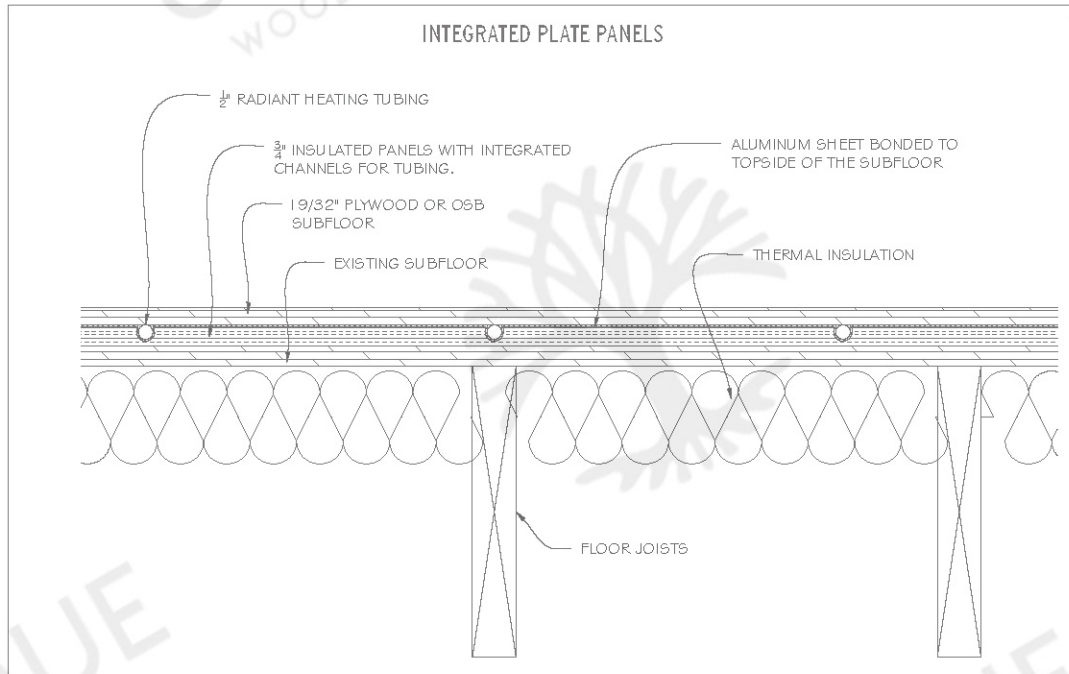 INTEGRATED PLATE PANELS
½" RADIANT HEATING TUBING
¾" INSULATED PANELS WITH INTEGRATED
CHANNELS FOR TUBING.
19/32" PLYWOOD OR OSB
SUBFLOOR
EXISTING SUBFLOOR
ALUMINUM SHEET BONDED TO
TOPSIDE OF THE SUBFLOOR
THERMAL INSULATION
FLOOR JOISTS